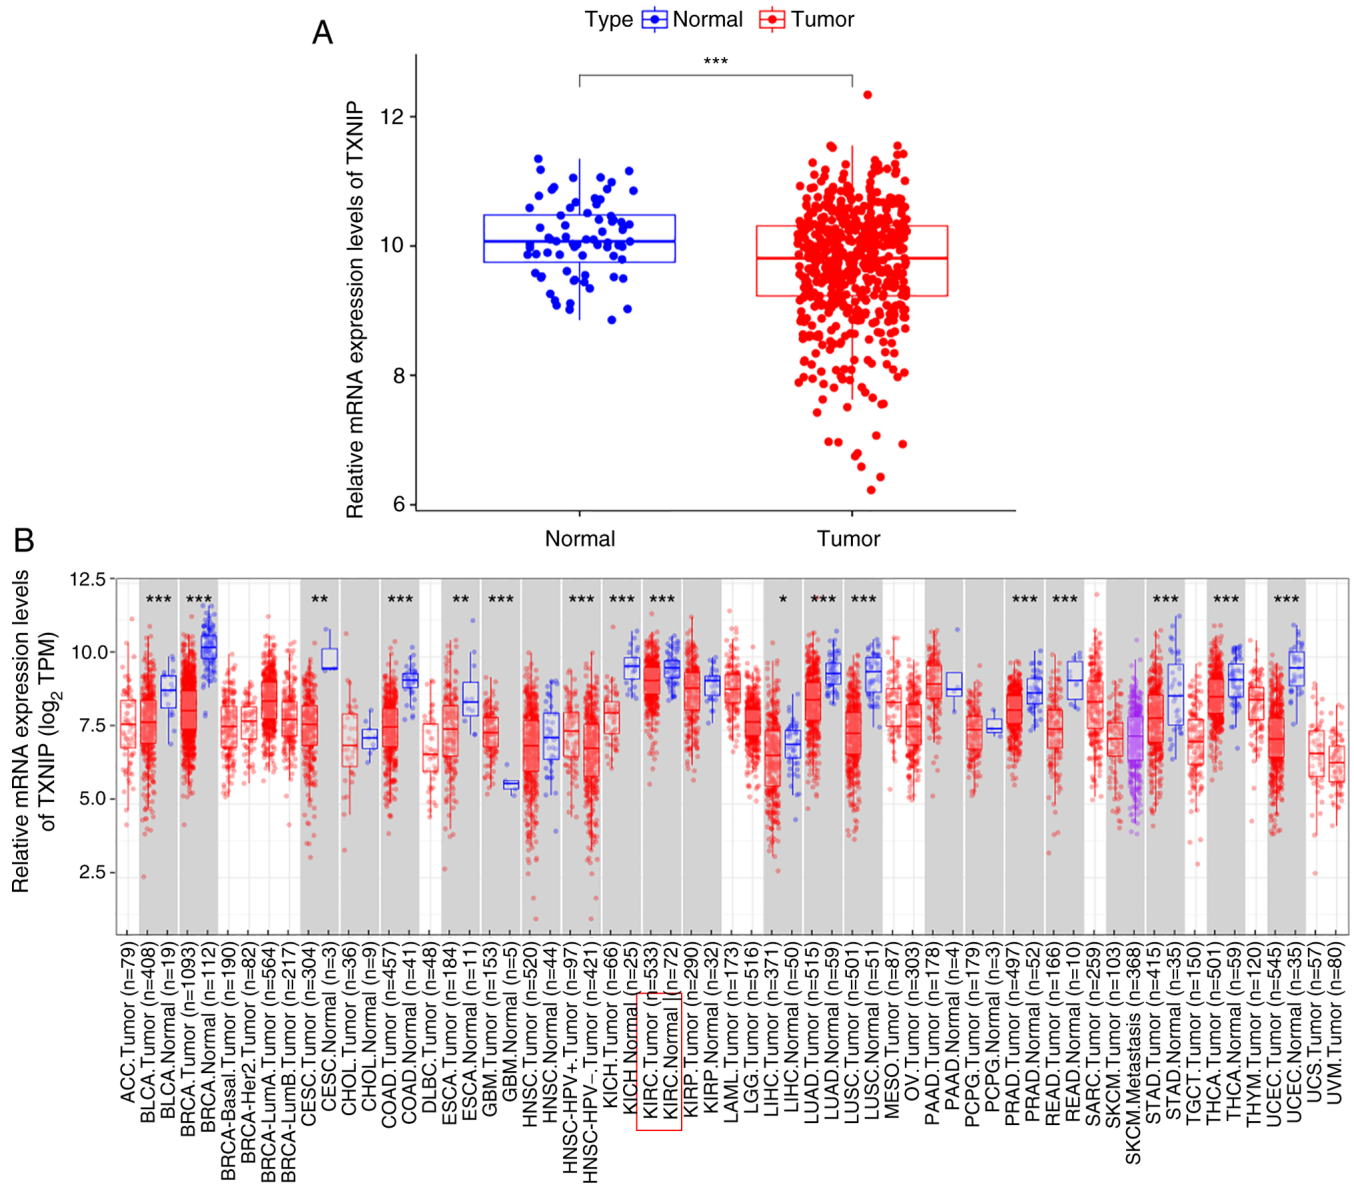 Type Normal Tumor
A
***
Relative mRNA expression levels of TXNIP
12
10
8
6
Normal
Tumor
B
Relative mRNA expression levels
of TXNIP (log2 TPM)
12.5
10.0
7.5
5.0
2.5
*** *** ** *** ** *** *** *** *** * *** *** *** *** *** *** ***
ACC.Tumor (n=79)
BLCA.Tumor (n=408)
BLCA.Normal (n=19)
BRCA.Tumor (n=1093)
BRCA.Normal (n=112)
BRCA-Basal.Tumor (n=190)
BRCA-Her2.Tumor (n=82)
BRCA-LumA.Tumor (n=564)
BRCA-LumB.Tumor (n=217)
CESC.Tumor (n=304)
CESC.Normal (n=3)
CHOL.Tumor (n=36)
CHOL.Normal (n=9)
COAD.Tumor (n=457)
COAD.Normal (n=41)
DLBC.Tumor (n=48)
ESCA.Tumor (n=184)
ESCA.Normal (n=11)
GBM.Tumor (n=153)
GBM.Normal (n=5)
HNSC.Tumor (n=520)
HNSC.Normal (n=44)
HNSC-HPV+.Tumor (n=97)
HNSC-HPV−.Tumor (n=421)
KICH.Tumor (n=66)
KICH.Normal (n=25)
KIRC.Tumor (n=533)
KIRC.Normal (n=72)
KIRP.Tumor (n=290)
KIRP.Normal (n=32)
LAML.Tumor (n=173)
LGG.Tumor (n=516)
LIHC.Tumor (n=371)
LIHC.Normal (n=50)
LUAD.Tumor (n=515)
LUAD.Normal (n=59)
LUSC.Tumor (n=501)
LUSC.Normal (n=51)
MESO.Tumor (n=87)
OV.Tumor (n=303)
PAAD.Tumor (n=178)
PAAD.Normal (n=4)
PCPG.Tumor (n=179)
PCPG.Normal (n=3)
PRAD.Tumor (n=497)
PRAD.Normal (n=52)
READ.Tumor (n=166)
READ.Normal (n=10)
SARC.Tumor (n=259)
SKCM.Tumor (n=103)
SKCM.Metastasis (n=368)
STAD.Tumor (n=415)
STAD.Normal (n=35)
TGCT.Tumor (n=150)
THCA.Tumor (n=501)
THCA.Normal (n=59)
THYM.Tumor (n=120)
UCEC.Tumor (n=545)
UCEC.Normal (n=35)
UCS.Tumor (n=57)
UVM.Tumor (n=80)